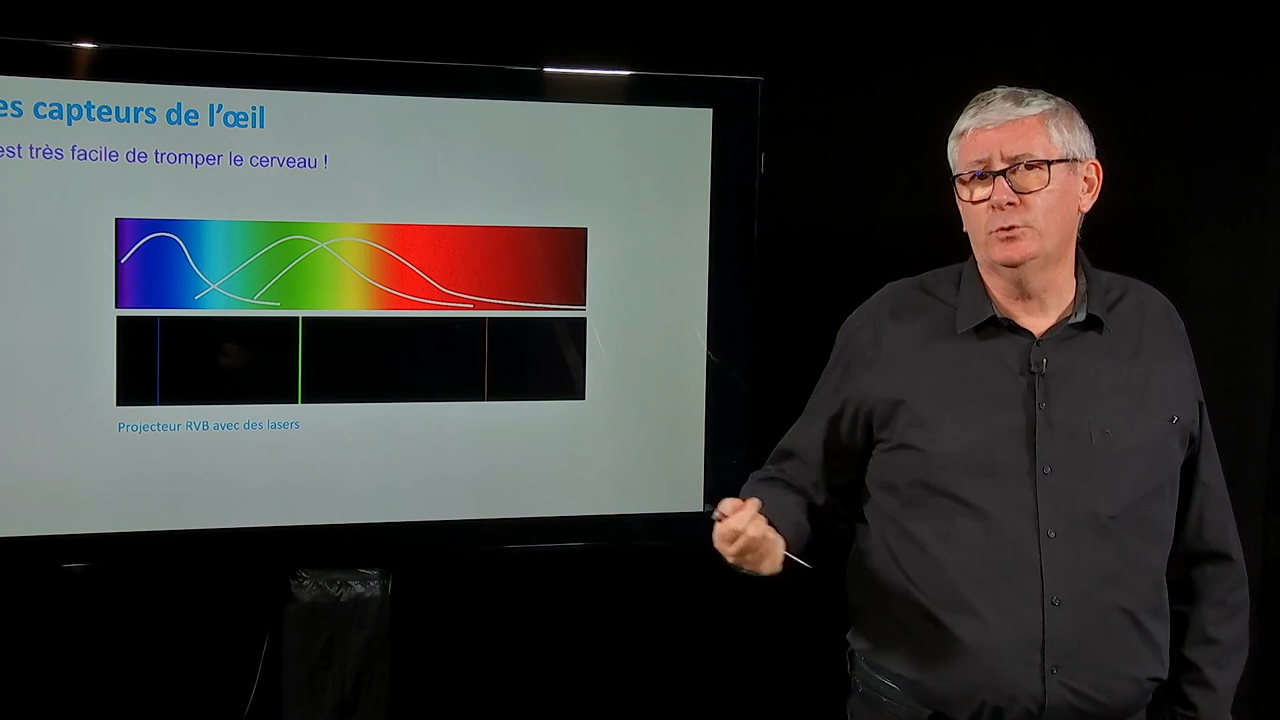 es capteurs de l'œil
est très facile de tromper le cerveau !
Projecteur RVB avec des lasers